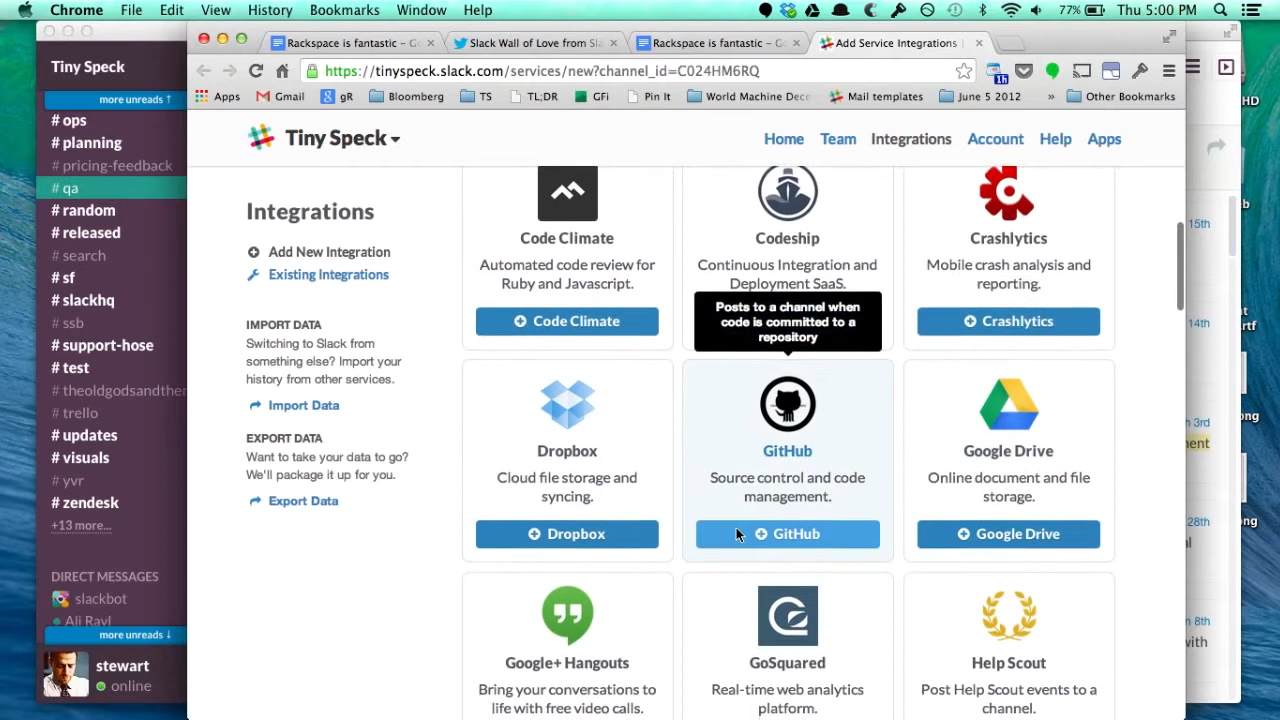 Chrome File Edit View History Bookmarks Window Help
77% Thu 5:00 PM
Rackspace is fantastic – G
Slack Wall of Love from Sla
Rackspace is fantastic – G
Add Service Integrations
https://tinyspeck.slack.com/services/new?channel_id=C024HM6RQ
1h
Apps Gmail gR Bloomberg TS TL;DR GFi Pin It World Machine Dec Mail templates June 5 2012 » Other Bookmarks
Tiny Speck
more unreads ↑
# ops
# planning
# pricing-feedback
# qa
# random
# released
# search
# sf
# slackhq
# ssb
# support-hose
# test
# theoldgodsandther
# trello
# updates
# visuals
# yvr
# zendesk
+13 more...
DIRECT MESSAGES
slackbot
Ali Rayl
more unreads ↓
stewart
online
Tiny Speck
Home Team Integrations Account Help Apps
Integrations
Add New Integration
Existing Integrations
IMPORT DATA
Switching to Slack from
something else? Import your
history from other services.
Import Data
EXPORT DATA
Want to take your data to go?
We'll package it up for you.
Export Data
Code Climate
Automated code review for
Ruby and Javascript.
Code Climate
Codeship
Continuous Integration and
Deployment SaaS.
Posts to a channel when
code is committed to a
repository
Crashlytics
Mobile crash analysis and
reporting.
Crashlytics
Dropbox
Cloud file storage and
syncing.
Dropbox
GitHub
Source control and code
management.
GitHub
Google Drive
Online document and file
storage.
Google Drive
Google+ Hangouts
Bring your conversations to
life with free video calls.
GoSquared
Real-time web analytics
platform.
Help Scout
Post Help Scout events to a
channel.
HD
15th
14th
n 3rd
nent
28th
n 8th
with